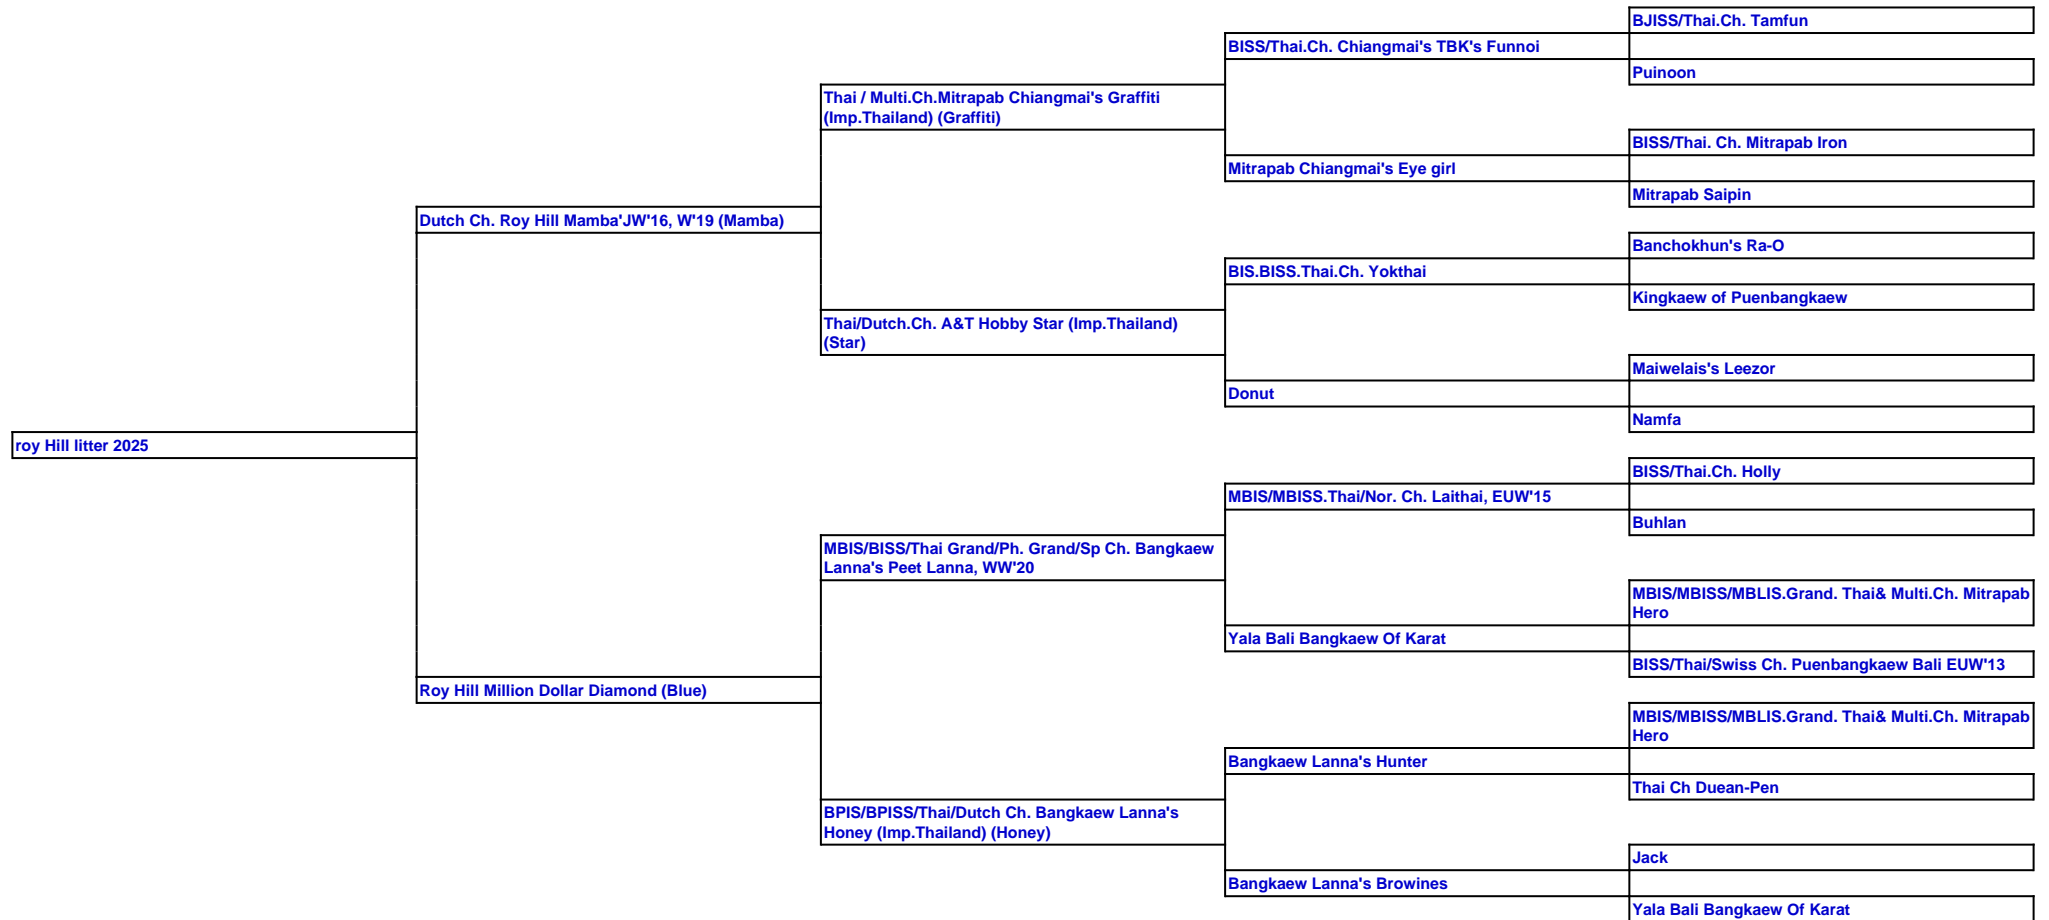 BJISS/Thai.Ch. Tamfun
BISS/Thai.Ch. Chiangmai's TBK's Funnoi
Puinoon
Thai / Multi.Ch.Mitrapab Chiangmai's Graffiti
(Imp.Thailand) (Graffiti)
BISS/Thai. Ch. Mitrapab Iron
Mitrapab Chiangmai's Eye girl
Mitrapab Saipin
Dutch Ch. Roy Hill Mamba'JW'16, W'19 (Mamba)
Banchokhun's Ra-O
BIS.BISS.Thai.Ch. Yokthai
Kingkaew of Puenbangkaew
Thai/Dutch.Ch. A&T Hobby Star (Imp.Thailand)
(Star)
Maiwelais's Leezor
Donut
Namfa
roy Hill litter 2025
BISS/Thai.Ch. Holly
MBIS/MBISS.Thai/Nor. Ch. Laithai, EUW'15
Buhlan
MBIS/BISS/Thai Grand/Ph. Grand/Sp Ch. Bangkaew
Lanna's Peet Lanna, WW'20
MBIS/MBISS/MBLIS.Grand. Thai& Multi.Ch. Mitrapab
Hero
Yala Bali Bangkaew Of Karat
BISS/Thai/Swiss Ch. Puenbangkaew Bali EUW'13
Roy Hill Million Dollar Diamond (Blue)
MBIS/MBISS/MBLIS.Grand. Thai& Multi.Ch. Mitrapab
Hero
Bangkaew Lanna's Hunter
Thai Ch Duean-Pen
BPIS/BPISS/Thai/Dutch Ch. Bangkaew Lanna's
Honey (Imp.Thailand) (Honey)
Jack
Bangkaew Lanna's Browines
Yala Bali Bangkaew Of Karat